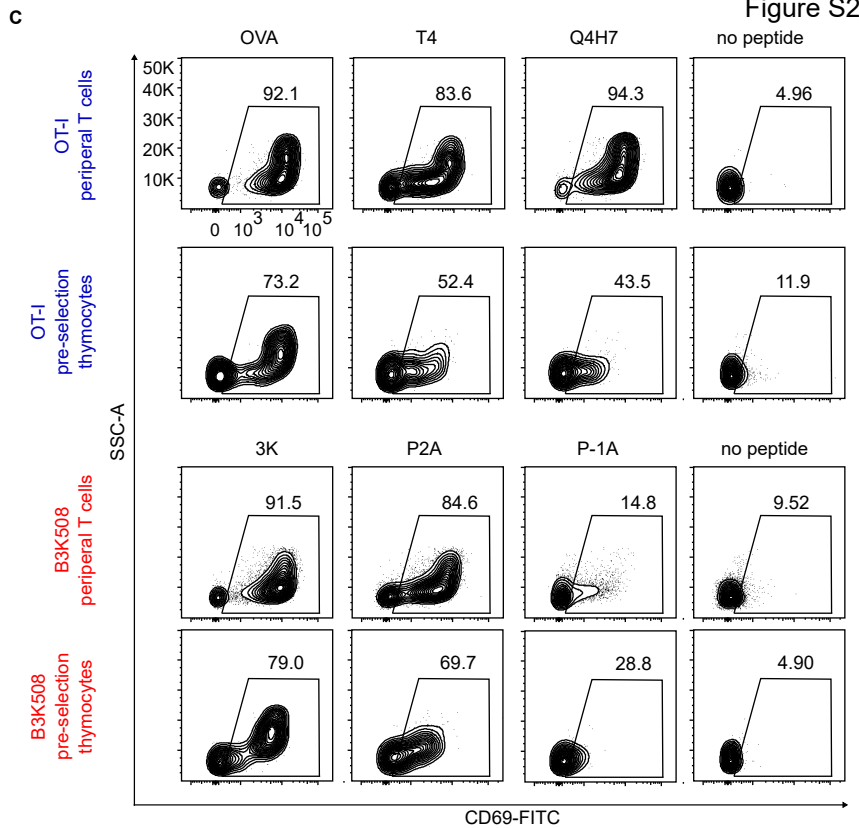 Figure S2
C
OVA T4 Q4H7 no peptide
OT-I
periperal T cells
50K
40K
30K
20K
10K
92.1 83.6 94.3 4.96
0 10^3 10^4 10^5
OT-I
pre-selection
thymocytes
73.2 52.4 43.5 11.9
SSC-A
3K P2A P-1A no peptide
B3K508
periperal T cells
91.5 84.6 14.8 9.52
B3K508
pre-selection
thymocytes
79.0 69.7 28.8 4.90
CD69-FITC